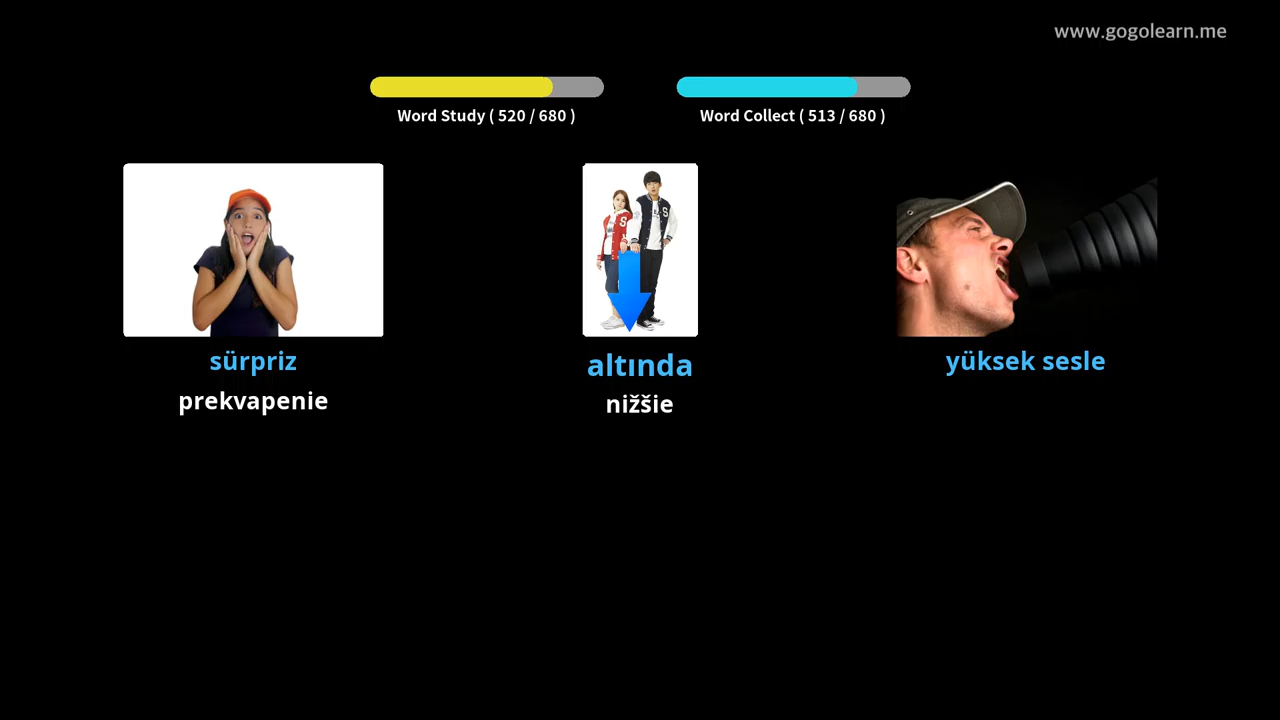 www.gogolearn.me
Word Study ( 520 / 680 )
Word Collect ( 513 / 680 )
sürpriz
prekvapenie
altında
nižšie
yüksek sesle